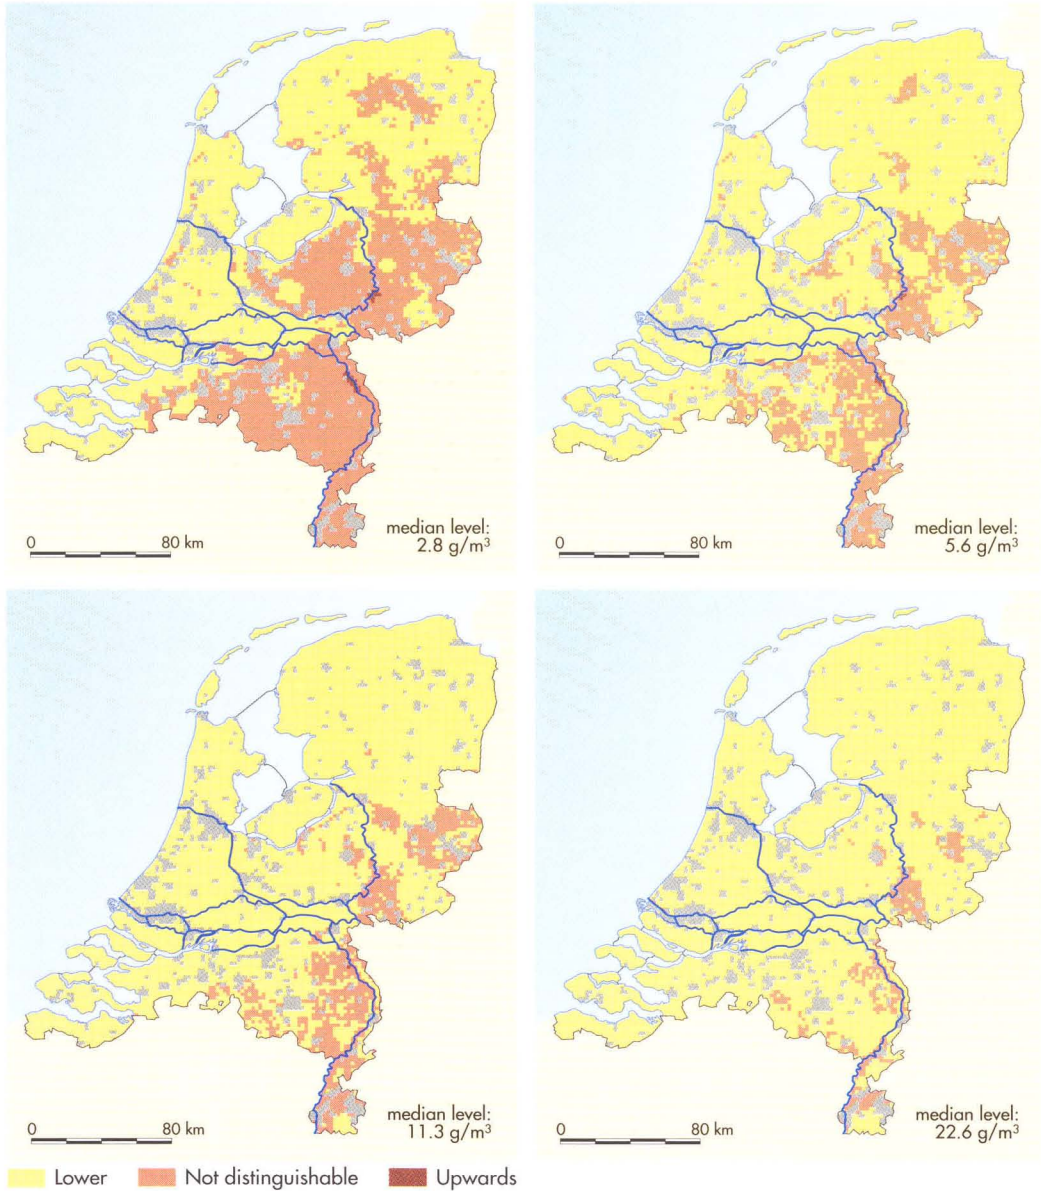 0 80 km
median level:
2.8 g/m³
0 80 km
median level:
5.6 g/m³
0 80 km
median level:
11.3 g/m³
0 80 km
median level:
22.6 g/m³
Lower Not distinguishable Upwards